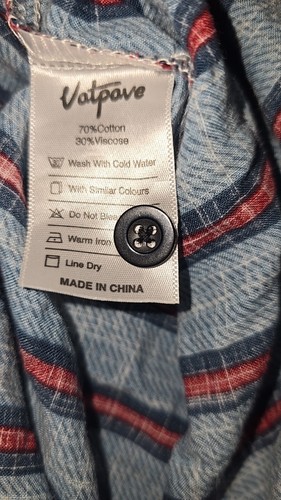 Vatpave
70%Cotton
30%Viscose
Wash With Cold Water
With Similar Colours
Do Not
Warm Iron
Line Dry
MADE IN CHINA